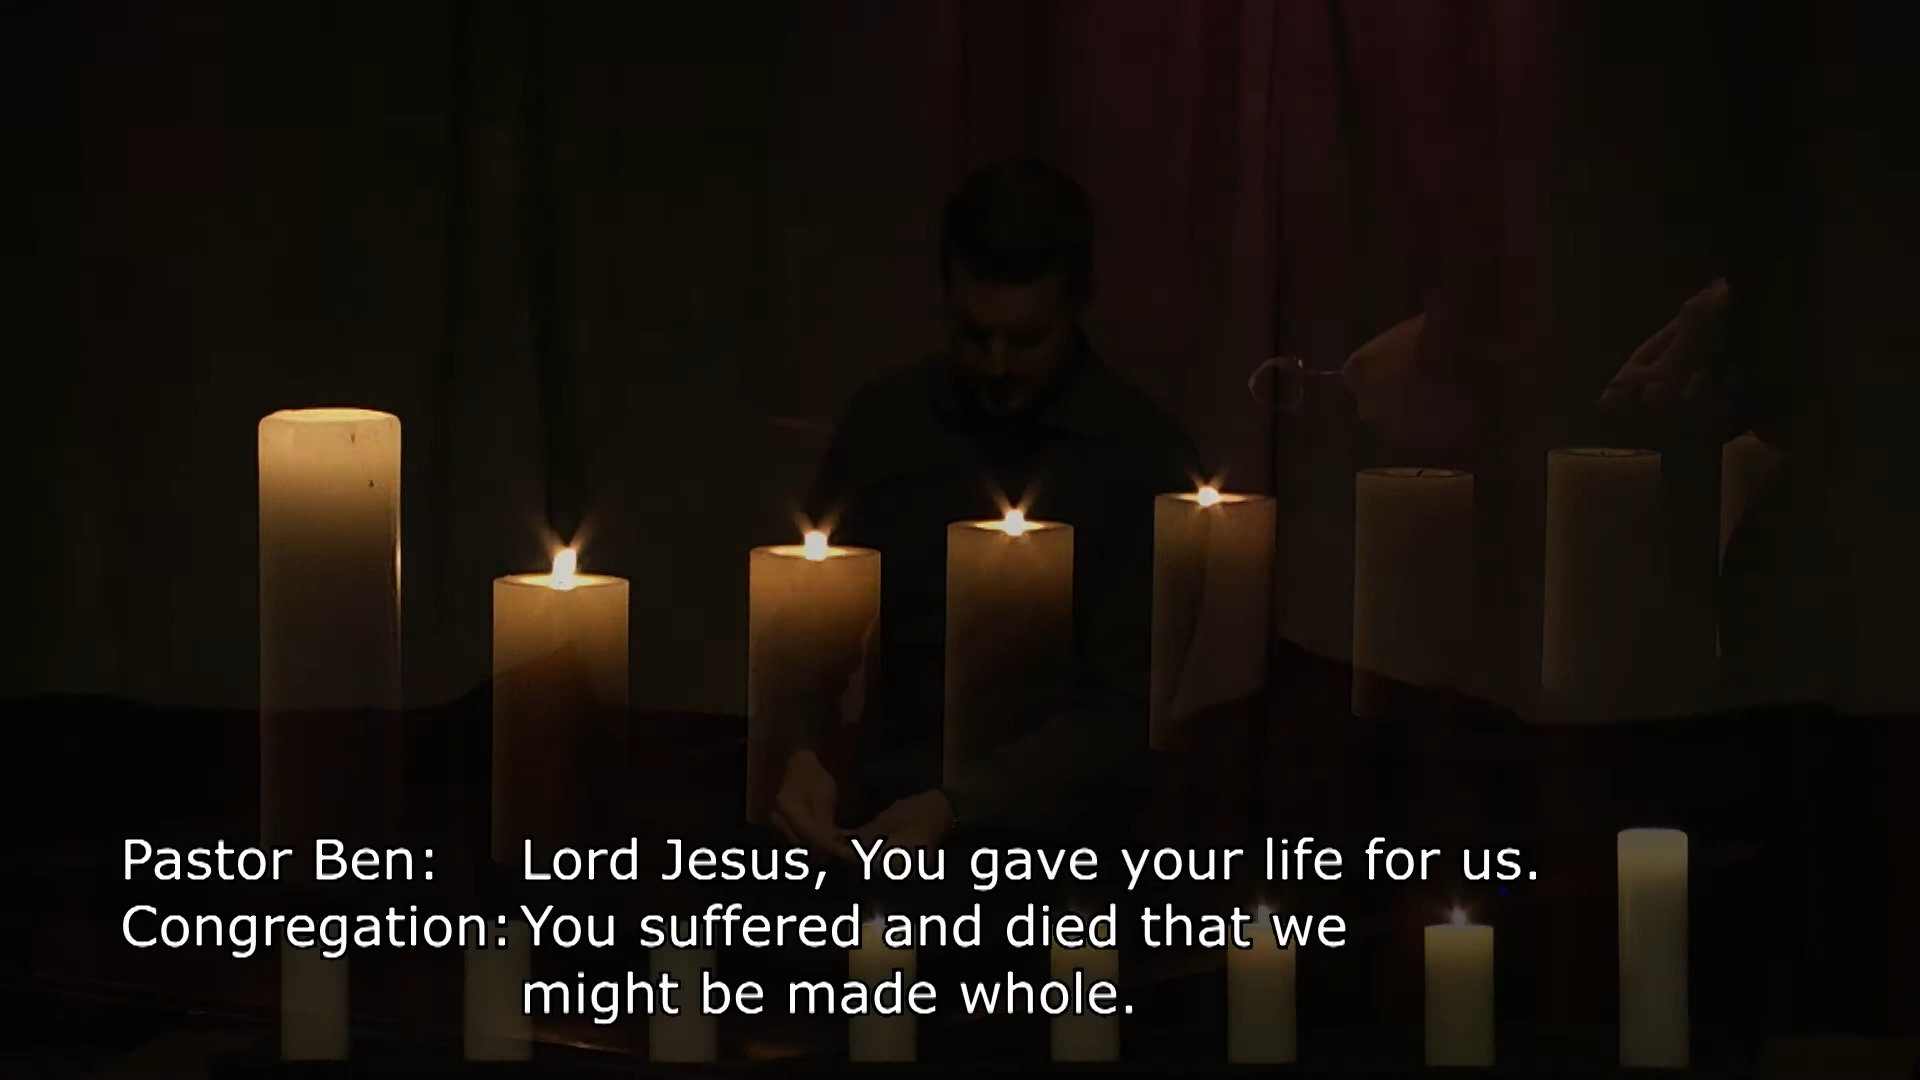 Pastor Ben: Lord Jesus, You gave your life for us.
Congregation: You suffered and died that we
might be made whole.